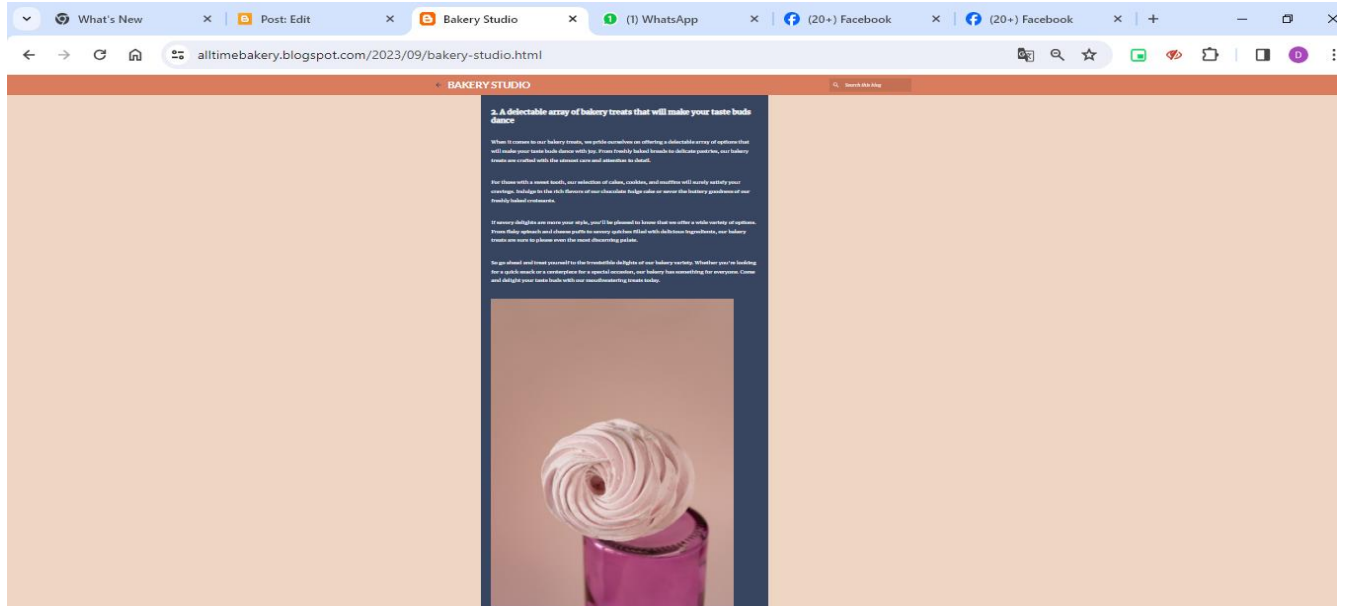 What's New
Post: Edit
Bakery Studio
(1) WhatsApp
(20+) Facebook
(20+) Facebook
alltimebakery.blogspot.com/2023/09/bakery-studio.html
D
BAKERY STUDIO
Search this blog
2. A delectable array of bakery treats that will make your taste buds
dance
When it comes to our bakery treats, we pride ourselves on offering a delectable array of options that
will make your taste buds dance with joy. From freshly baked breads to delicate pastries, our bakery
treats are crafted with the utmost care and attention to detail.
For those with a sweet tooth, our selection of cakes, cookies, and muffins will surely satisfy your
cravings. Indulge in the rich flavors of our chocolate fudge cake or savor the buttery goodness of our
freshly baked croissants.
If savory delights are more your style, you'll be pleased to know that we offer a wide variety of options.
From flaky spinach and cheese puffs to savory quiches filled with delicious ingredients, our bakery
treats are sure to please even the most discerning palate.
So go ahead and treat yourself to the irresistible delights of our bakery variety. Whether you're looking
for a quick snack or a centerpiece for a special occasion, our bakery has something for everyone. Come
and delight your taste buds with our mouthwatering treats today.